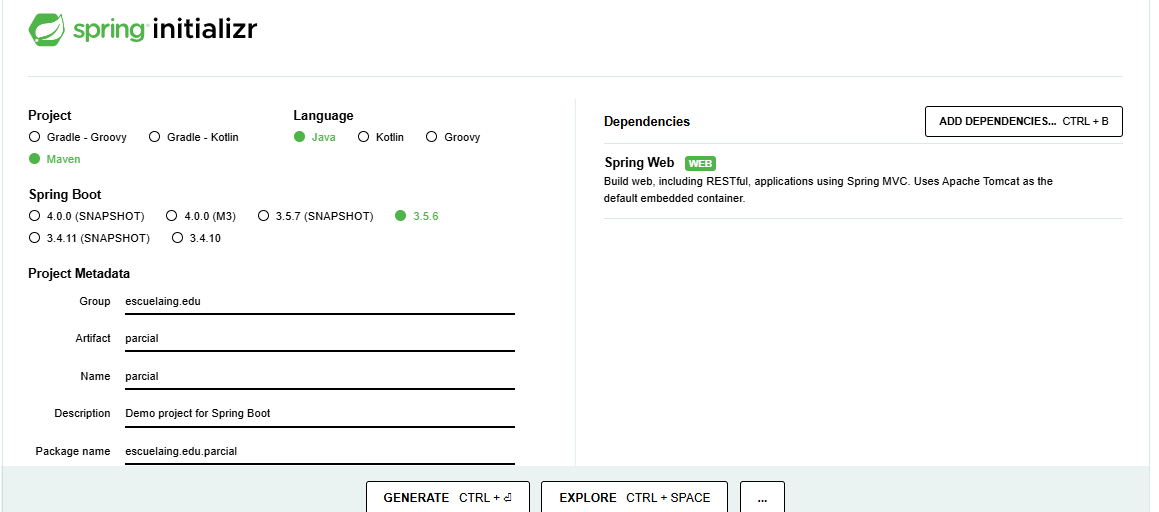 spring initializr
Project
Gradle - Groovy Gradle - Kotlin
Maven
Language
Java Kotlin Groovy
Spring Boot
4.0.0 (SNAPSHOT) 4.0.0 (M3) 3.5.7 (SNAPSHOT) 3.5.6
3.4.11 (SNAPSHOT) 3.4.10
Project Metadata
Group escuelaing.edu
Artifact parcial
Name parcial
Description Demo project for Spring Boot
Package name escuelaing.edu.parcial
Dependencies
ADD DEPENDENCIES... CTRL + B
Spring Web WEB
Build web, including RESTful, applications using Spring MVC. Uses Apache Tomcat as the
default embedded container.
GENERATE CTRL + ⏎
EXPLORE CTRL + SPACE
...